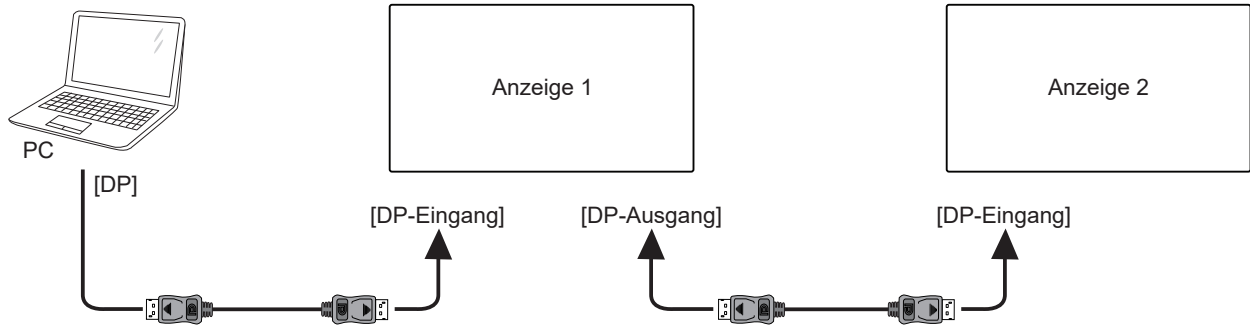 Anzeige 1
Anzeige 2
PC
[DP]
[DP-Eingang]
[DP-Ausgang]
[DP-Eingang]